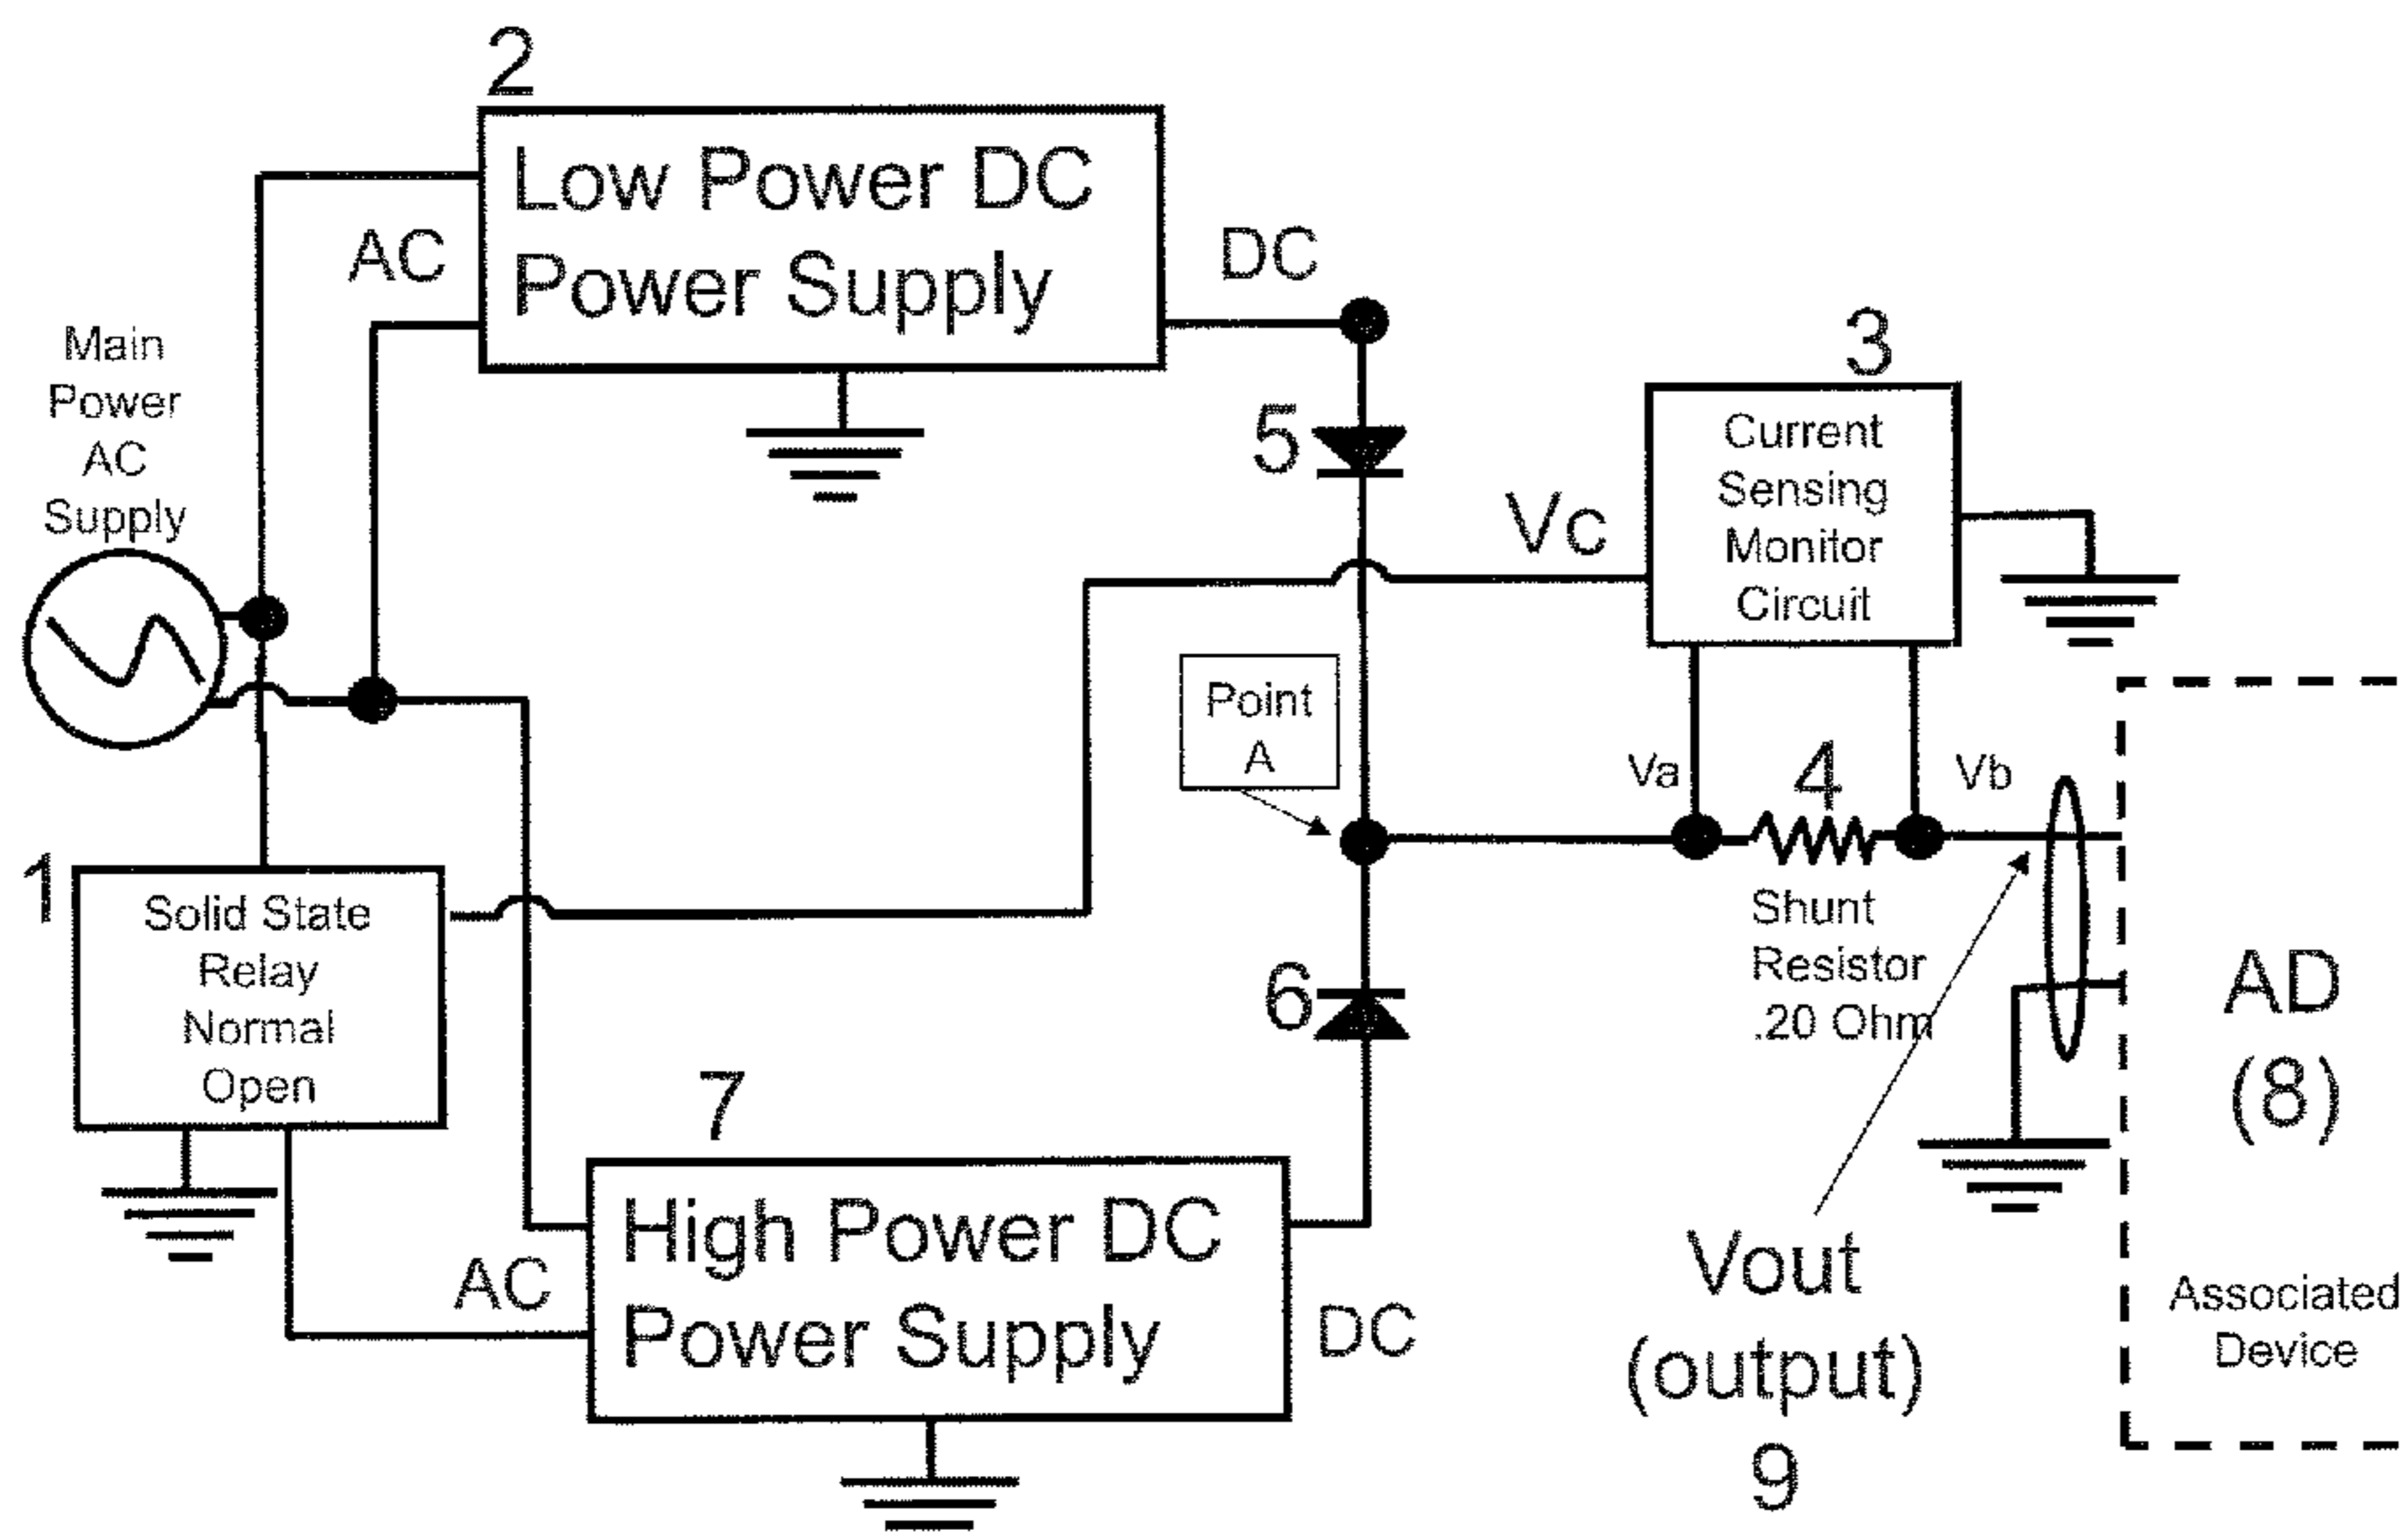 2
Low Power DC
Power Supply
AC
DC
Main
Power
AC
Supply
3
Current
Sensing
Monitor
Circuit
5
Vc
Point
A
Va
4
Vb
1
Solid State
Relay
Normal
Open
Shunt
Resistor
.20 Ohm
6
AD
(8)
7
High Power DC
Power Supply
AC
DC
Vout
(output)
9
Associated
Device